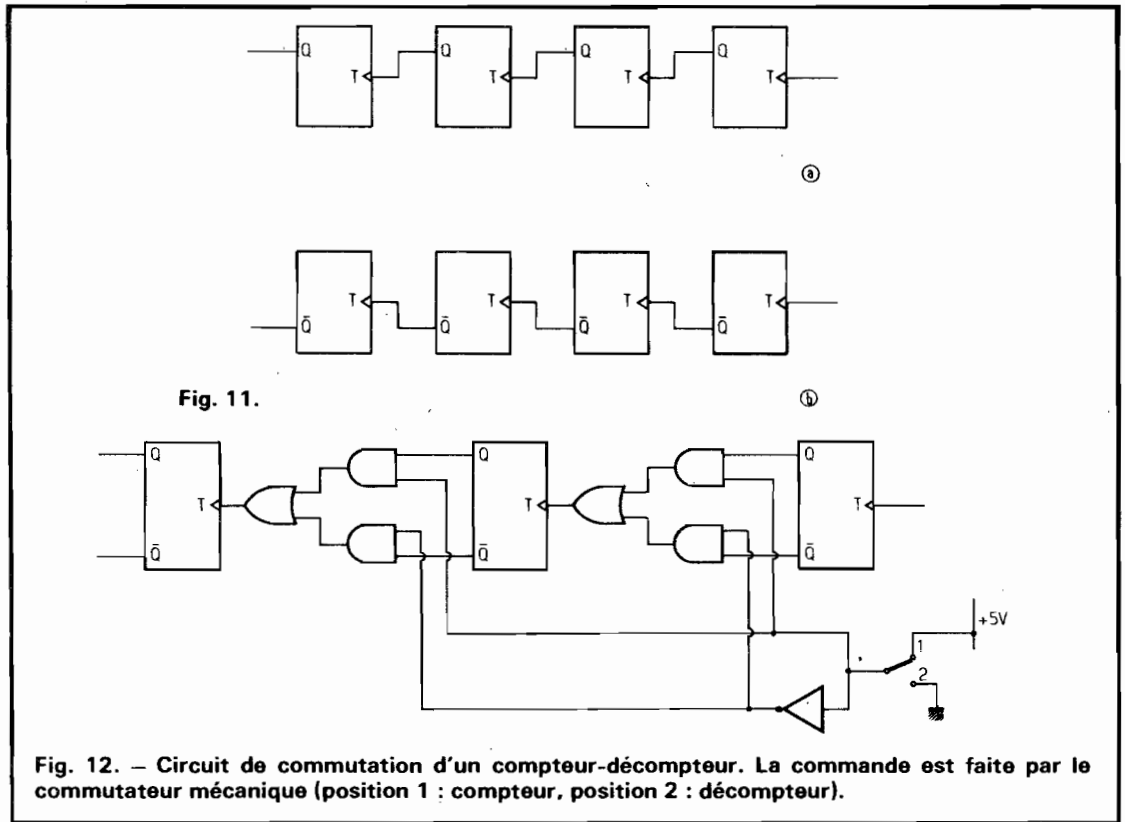 Q T Q T Q T Q T
ⓐ
T T T T
Q̄ Q̄ Q̄ Q̄
Fig. 11.
ⓑ
Q Q Q
T T T
Q̄ Q̄ Q̄
+5V
1
2
Fig. 12. — Circuit de commutation d'un compteur-décompteur. La commande est faite par le
commutateur mécanique (position 1 : compteur, position 2 : décompteur).